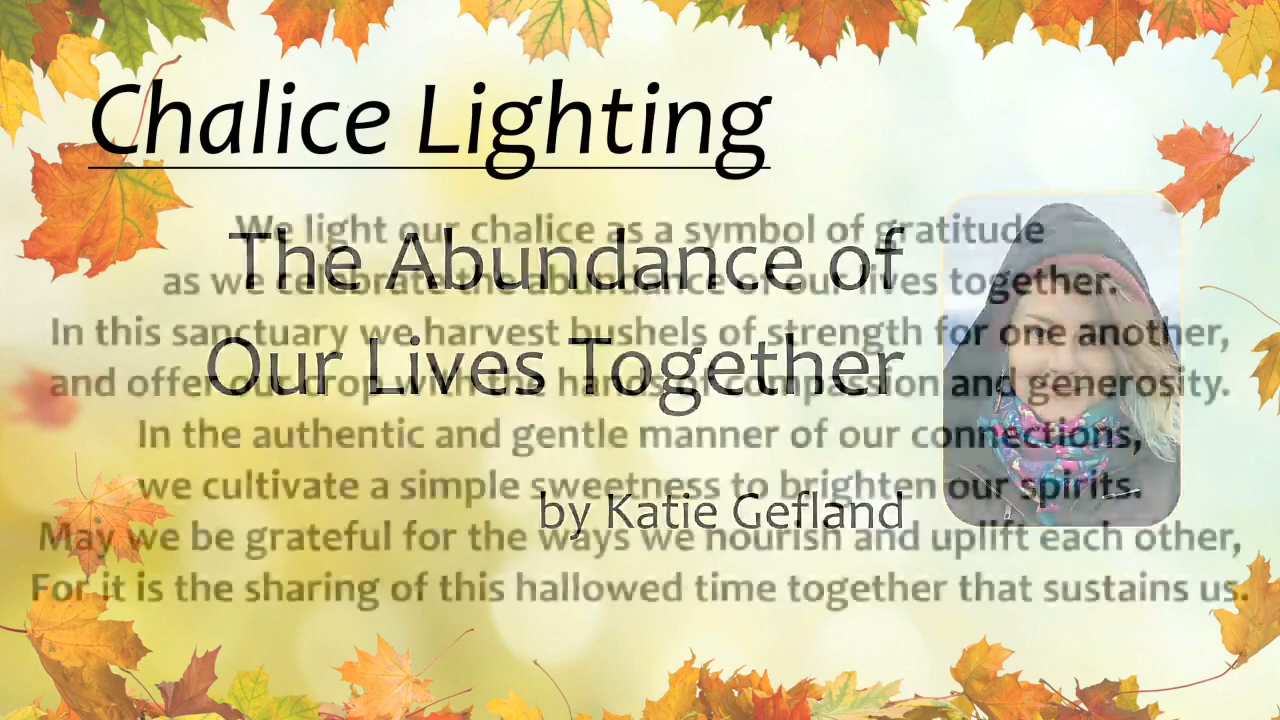 Chalice Lighting
The Abundance of
Our Lives Together
by Katie Gefland
We light our chalice as a symbol of gratitude
as we celebrate the abundance of our lives together.
In this sanctuary we harvest bushels of strength for one another,
and offer our crop with the hands of compassion and generosity.
In the authentic and gentle manner of our connections,
we cultivate a simple sweetness to brighten our spirits.
May we be grateful for the ways we nourish and uplift each other,
For it is the sharing of this hallowed time together that sustains us.